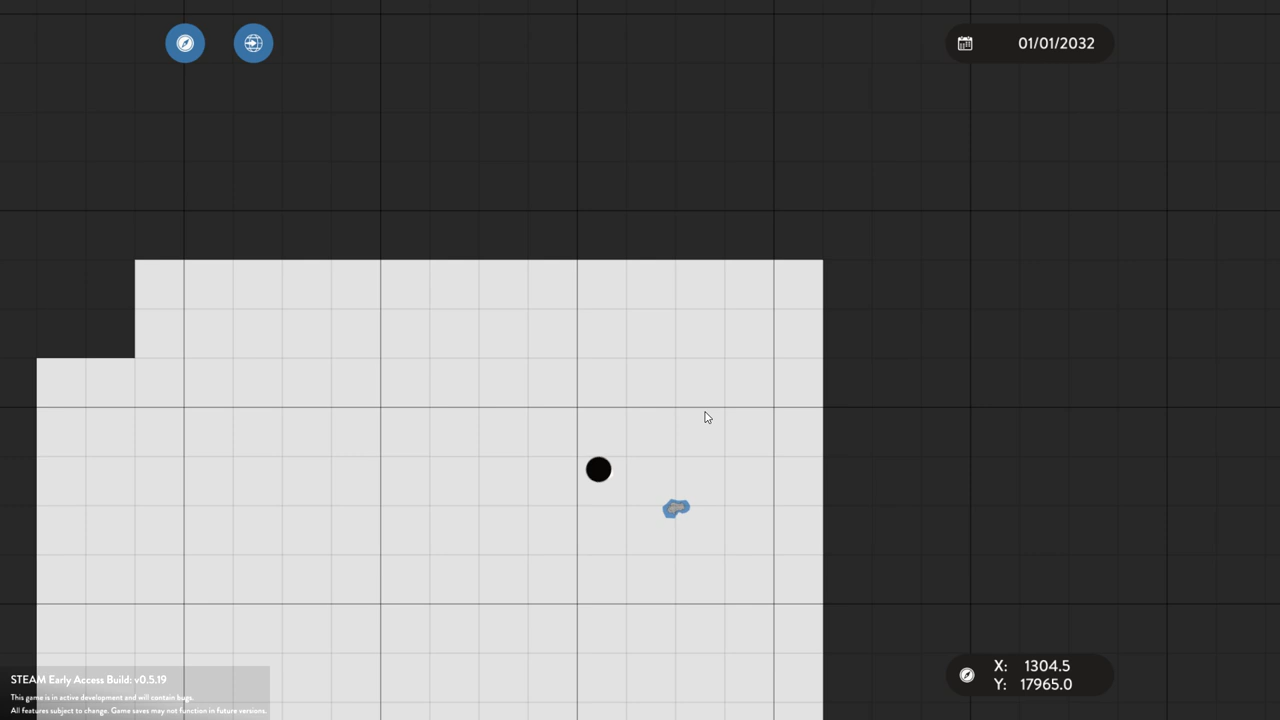 01/01/2032
X: 1304.5
Y: 17965.0
STEAM Early Access Build: v0.5.19
This game is in active development and will contain bugs.
All features subject to change. Game saves may not function in future versions.